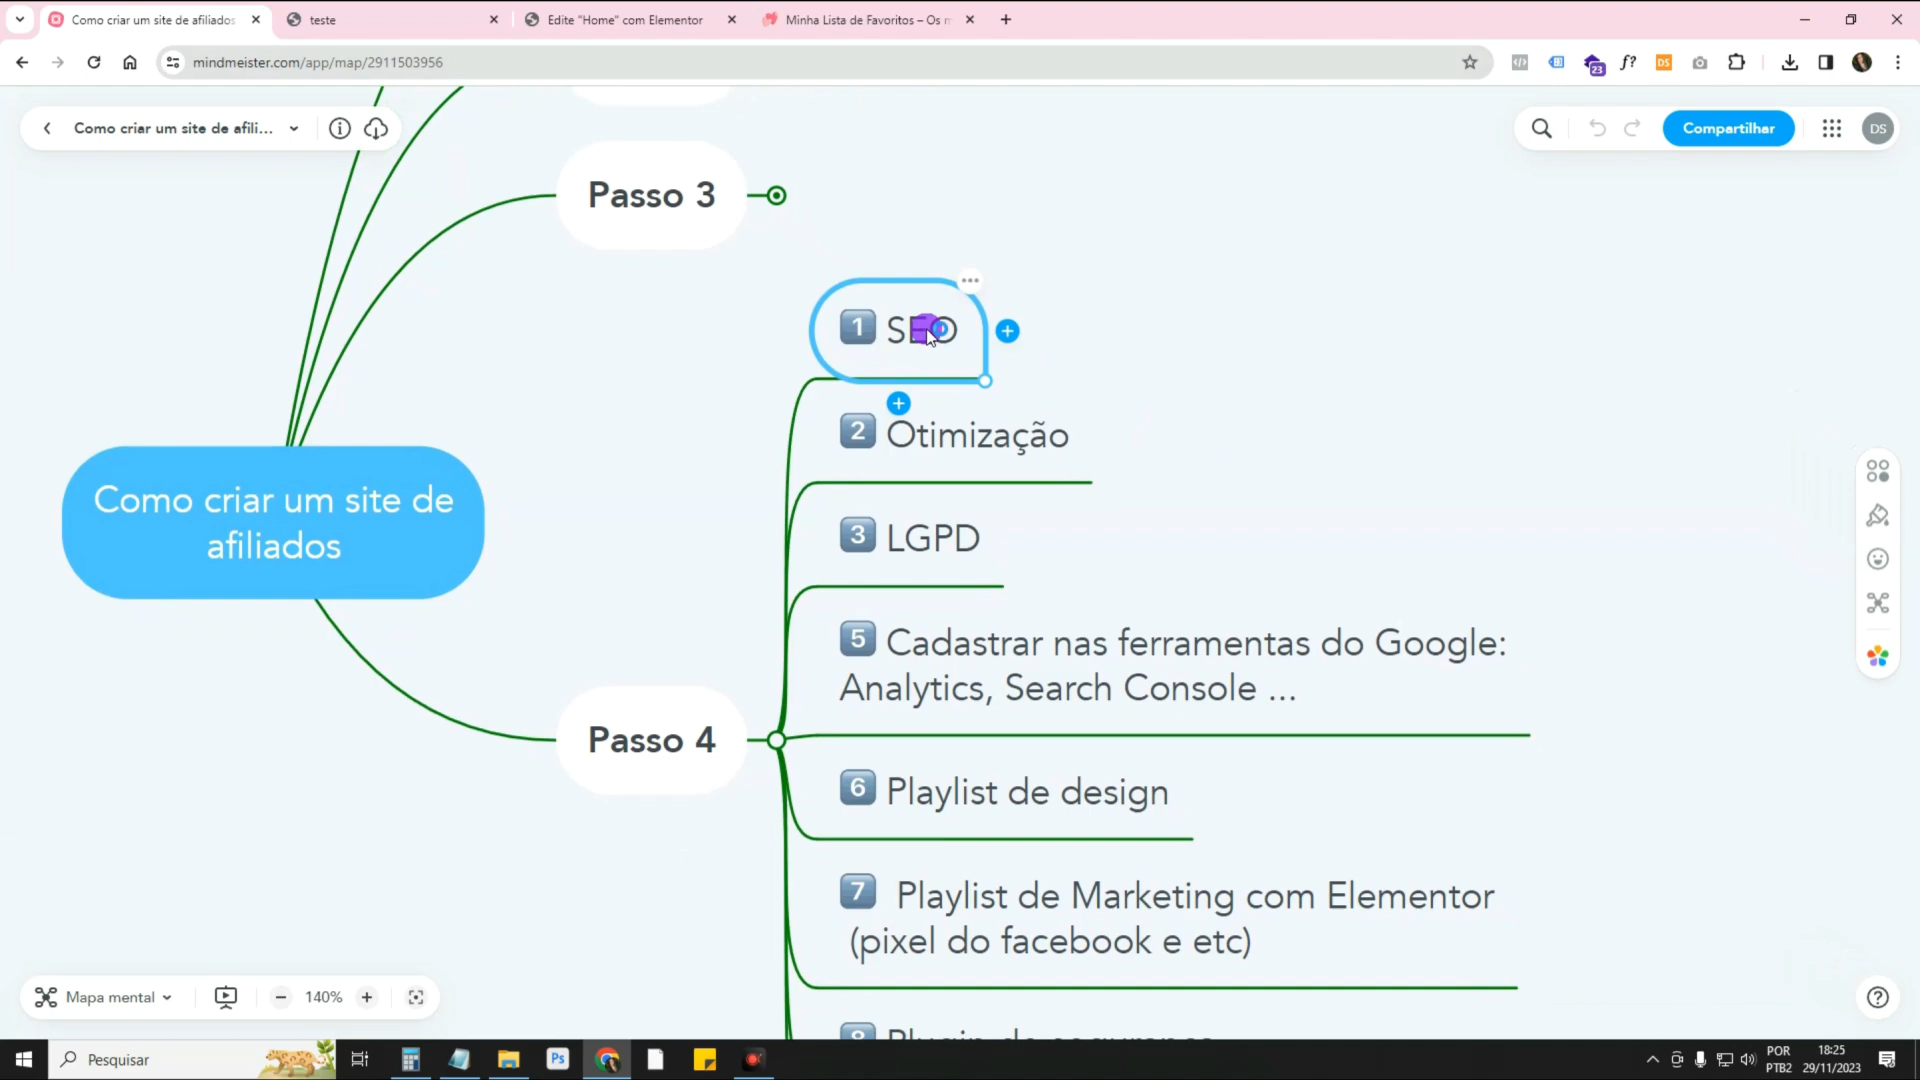 Como criar um site de afiliados
teste
Edite "Home" com Elementor
Minha Lista de Favoritos – Os m
mindmeister.com/app/map/2911503956
23
f?
DS
Como criar um site de afili...
Compartilhar
DS
Passo 3
1 SEO
2 Otimização
3 LGPD
Como criar um site de
afiliados
5 Cadastrar nas ferramentas do Google:
Analytics, Search Console ...
Passo 4
6 Playlist de design
7 Playlist de Marketing com Elementor
(pixel do facebook e etc)
Mapa mental
140%
Pesquisar
Ps
POR
PTB2
18:25
29/11/2023